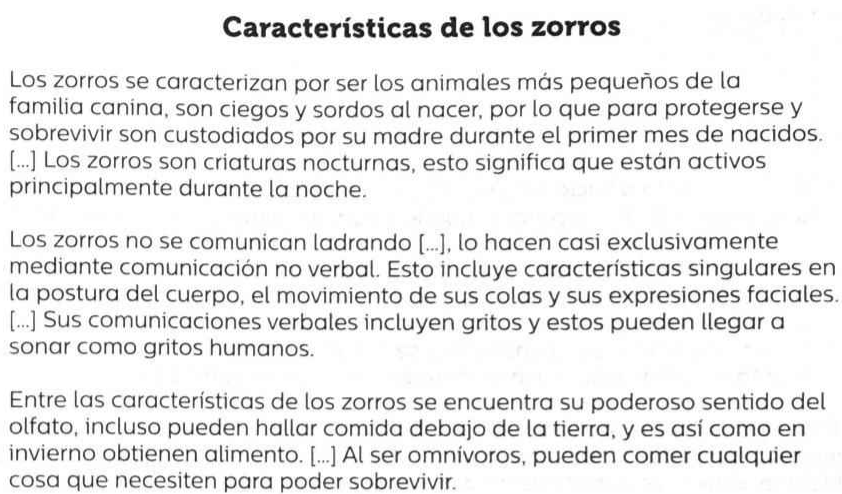 Características de los zorros
Los zorros se caracterizan por ser los animales más pequeños de la
familia canina, son ciegos y sordos al nacer, por lo que para protegerse y
sobrevivir son custodiados por su madre durante el primer mes de nacidos.
[...] Los zorros son criaturas nocturnas, esto significa que están activos
principalmente durante la noche.
Los zorros no se comunican ladrando [...], lo hacen casi exclusivamente
mediante comunicación no verbal. Esto incluye características singulares en
la postura del cuerpo, el movimiento de sus colas y sus expresiones faciales.
[...] Sus comunicaciones verbales incluyen gritos y estos pueden llegar a
sonar como gritos humanos.
Entre las características de los zorros se encuentra su poderoso sentido del
olfato, incluso pueden hallar comida debajo de la tierra, y es así como en
invierno obtienen alimento. [...] Al ser omnívoros, pueden comer cualquier
cosa que necesiten para poder sobrevivir.